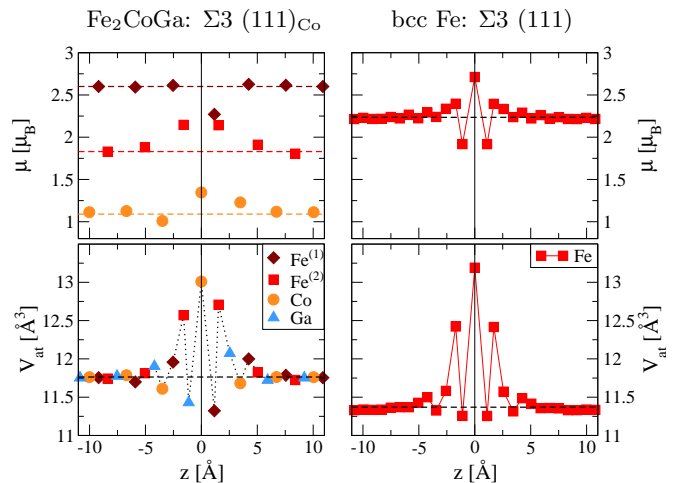 Fe₂CoGa: Σ3 (111)Co bcc Fe: Σ3 (111)
3 3
2.5 2.5
2 2
1.5 1.5
1 1
μ [μB] μ [μB]
13 13
12.5 12.5
12 12
11.5 11.5
11 11
Vat [Å³] Vat [Å³]
Fe(1)
Fe(2)
Co
Ga
Fe
-10 -5 0 5 10 -10 -5 0 5 10
z [Å] z [Å]